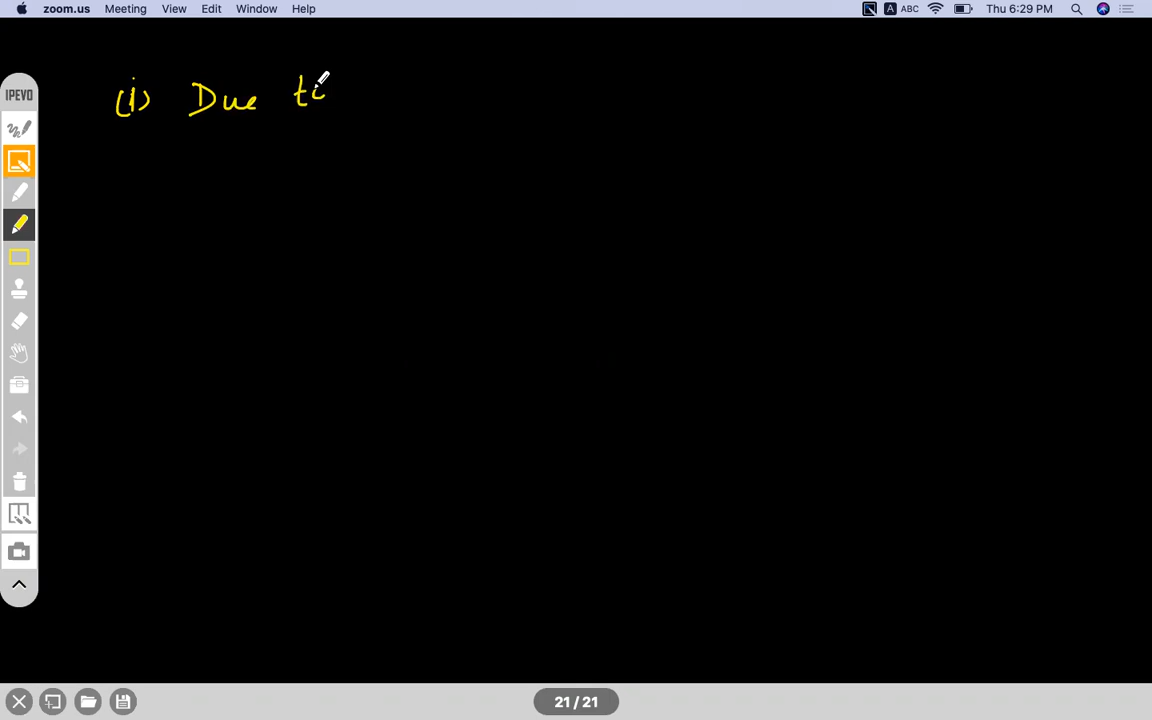 zoom.us Meeting View Edit Window Help A ABC Thu 6:29 PM
IPEVO
(i) Due
21 / 21